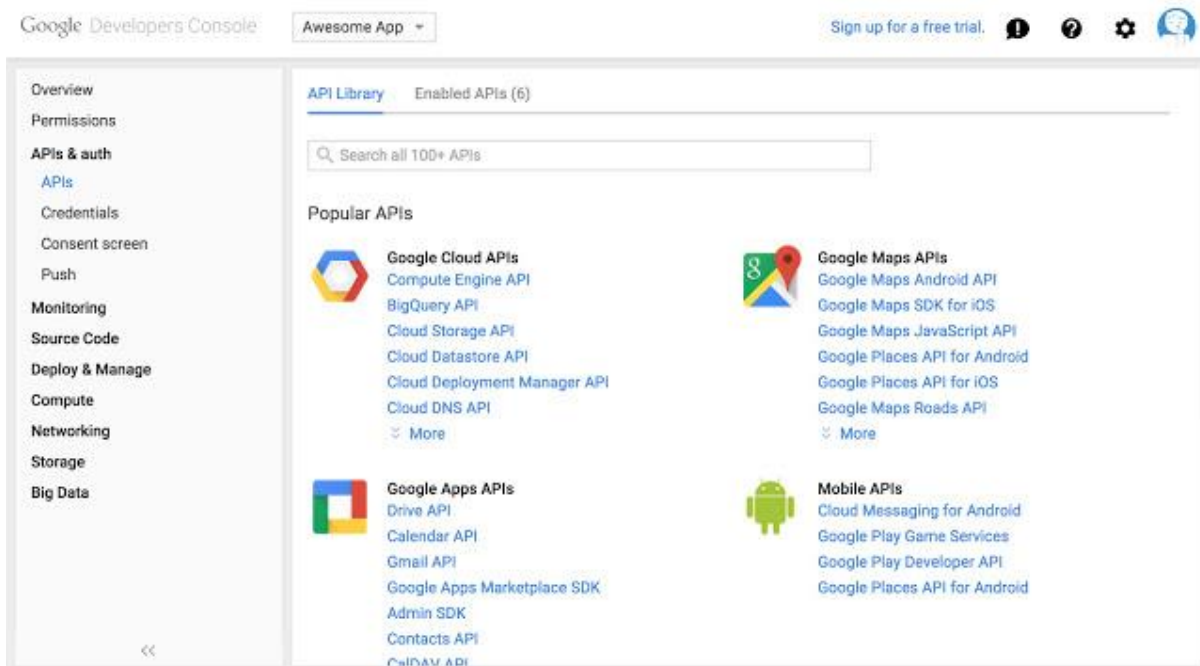 Google Developers Console
Awesome App
Sign up for a free trial.
Overview
Permissions
APIs & auth
APIs
Credentials
Consent screen
Push
Monitoring
Source Code
Deploy & Manage
Compute
Networking
Storage
Big Data
API Library
Enabled APIs (6)
Search all 100+ APIs
Popular APIs
Google Cloud APIs
Compute Engine API
BigQuery API
Cloud Storage API
Cloud Datastore API
Cloud Deployment Manager API
Cloud DNS API
More
8
Google Maps APIs
Google Maps Android API
Google Maps SDK for iOS
Google Maps JavaScript API
Google Places API for Android
Google Places API for iOS
Google Maps Roads API
More
Google Apps APIs
Drive API
Calendar API
Gmail API
Google Apps Marketplace SDK
Admin SDK
Contacts API
CalDAV API
Mobile APIs
Cloud Messaging for Android
Google Play Game Services
Google Play Developer API
Google Places API for Android